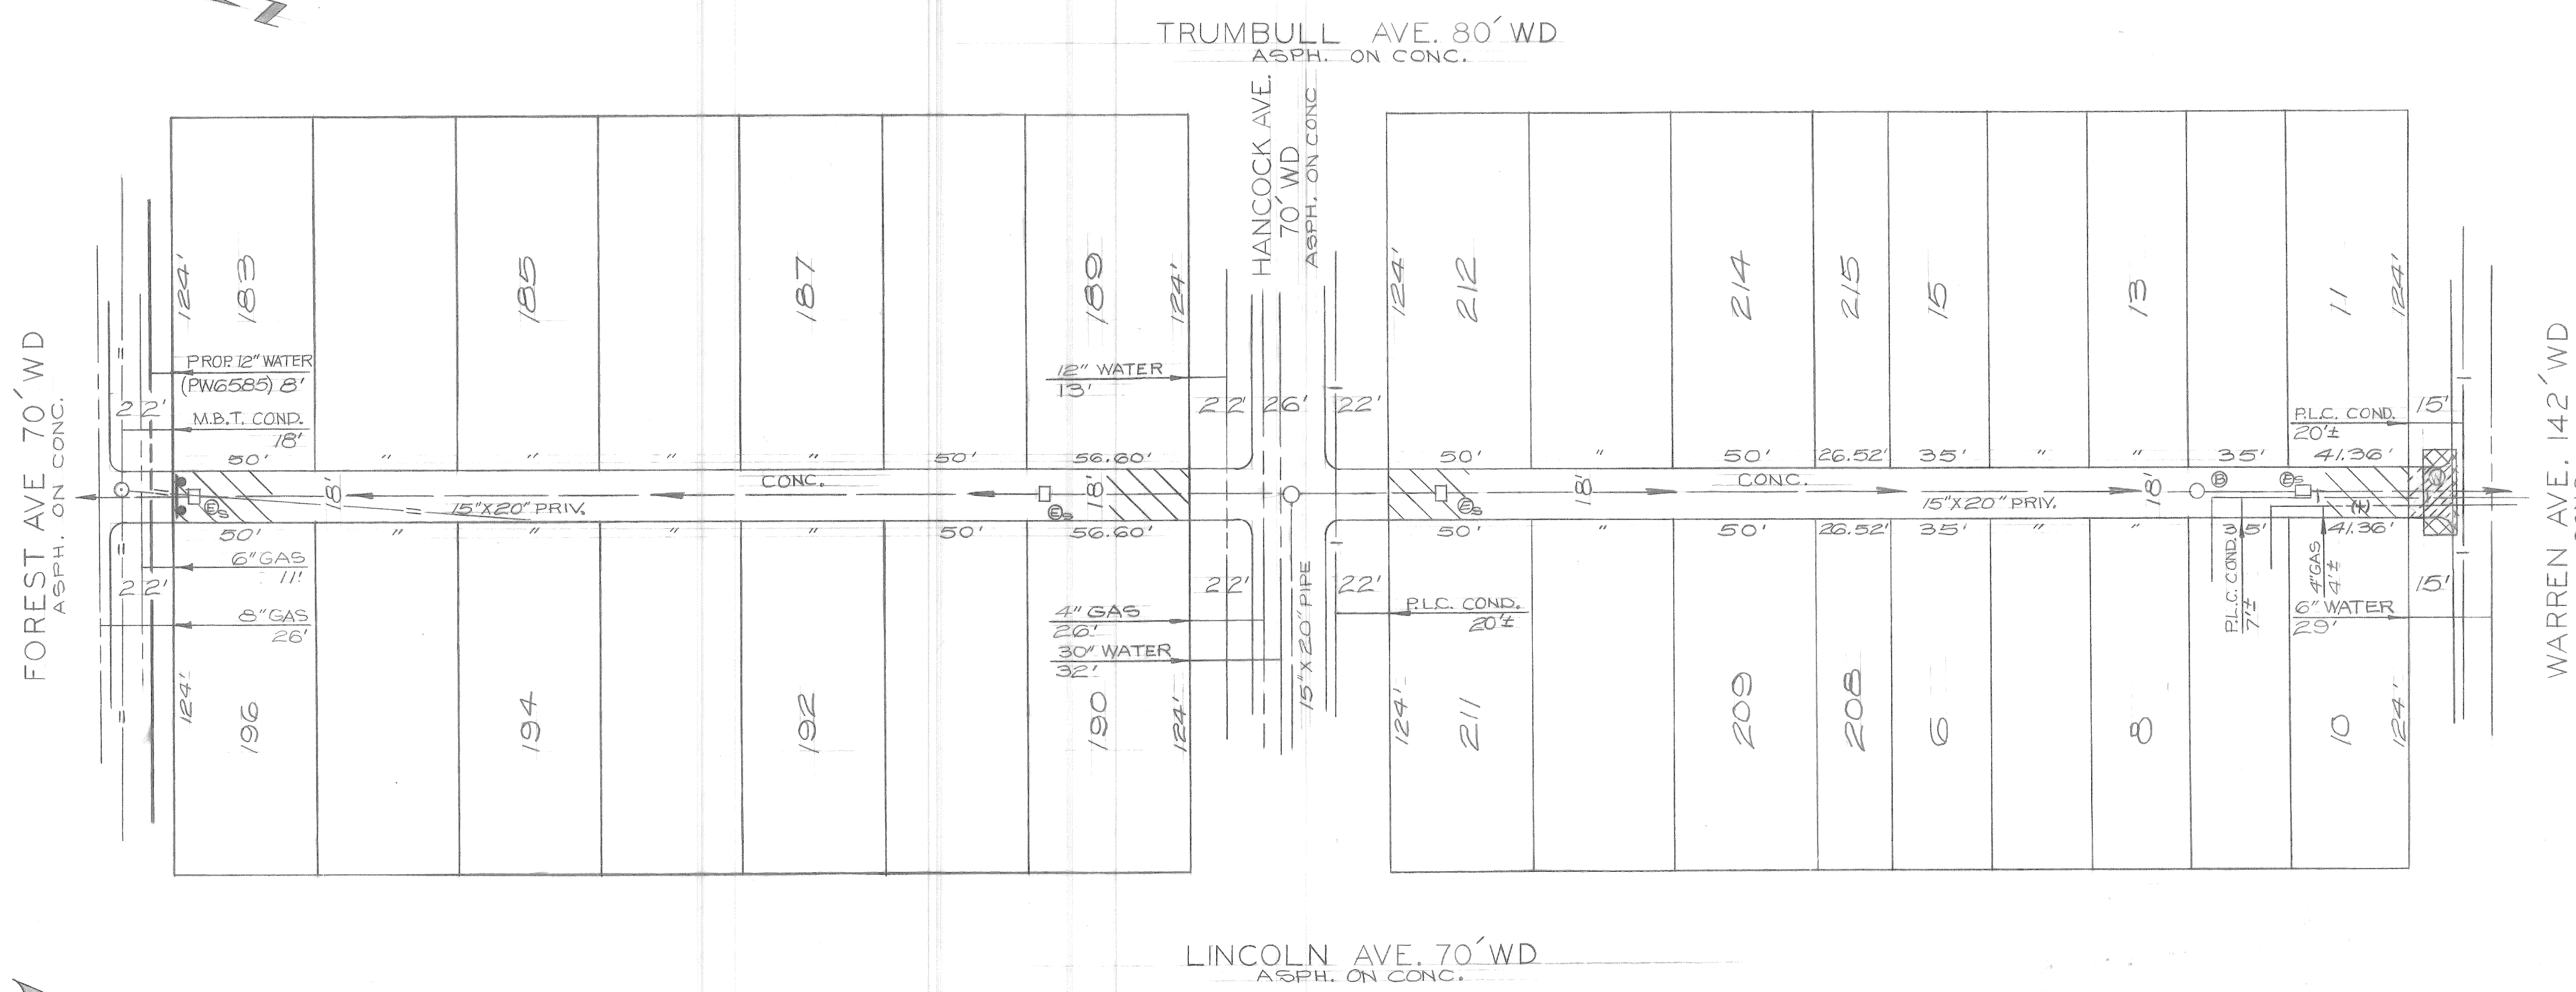 TRUMBULL AVE. 80' WD
ASPH. ON CONC.
HANCOCK AVE.
70' WD
ASPH. ON CONC
FOREST AVE 70' WD
ASPH. ON CONC.
WARREN AVE. 142' WD
124' 183 185 187 189 124'
124' 212 214 215 15 13 11 124'
PROP. 12" WATER
(PW6585) 8'
M.B.T. COND.
18'
22'
12" WATER
13'
22' 26' 22'
P.L.C. COND.
20'±
15'
50' " " " " 50' 56.60'
50' " 50' 26.52' 35' " " 35' 41.36'
18' CONC. 18'
15"X20" PRIV.
Es Es
18' CONC. 18'
15"X20" PRIV.
Es B Es
50' " " " " 50' 56.60'
50' " 50' 26.52' 35' " " 35' 41.36'
22'
6" GAS
11'
8" GAS
26'
22' 22'
4" GAS
26'
30" WATER
32'
15"X20" PIPE
P.L.C. COND.
20'±
P.L.C. COND.
7'±
4" GAS
4'±
15'
6" WATER
29'
124' 196 194 192 190 124'
124' 211 209 208 6 8 10 124'
LINCOLN AVE. 70' WD
ASPH. ON CONC.